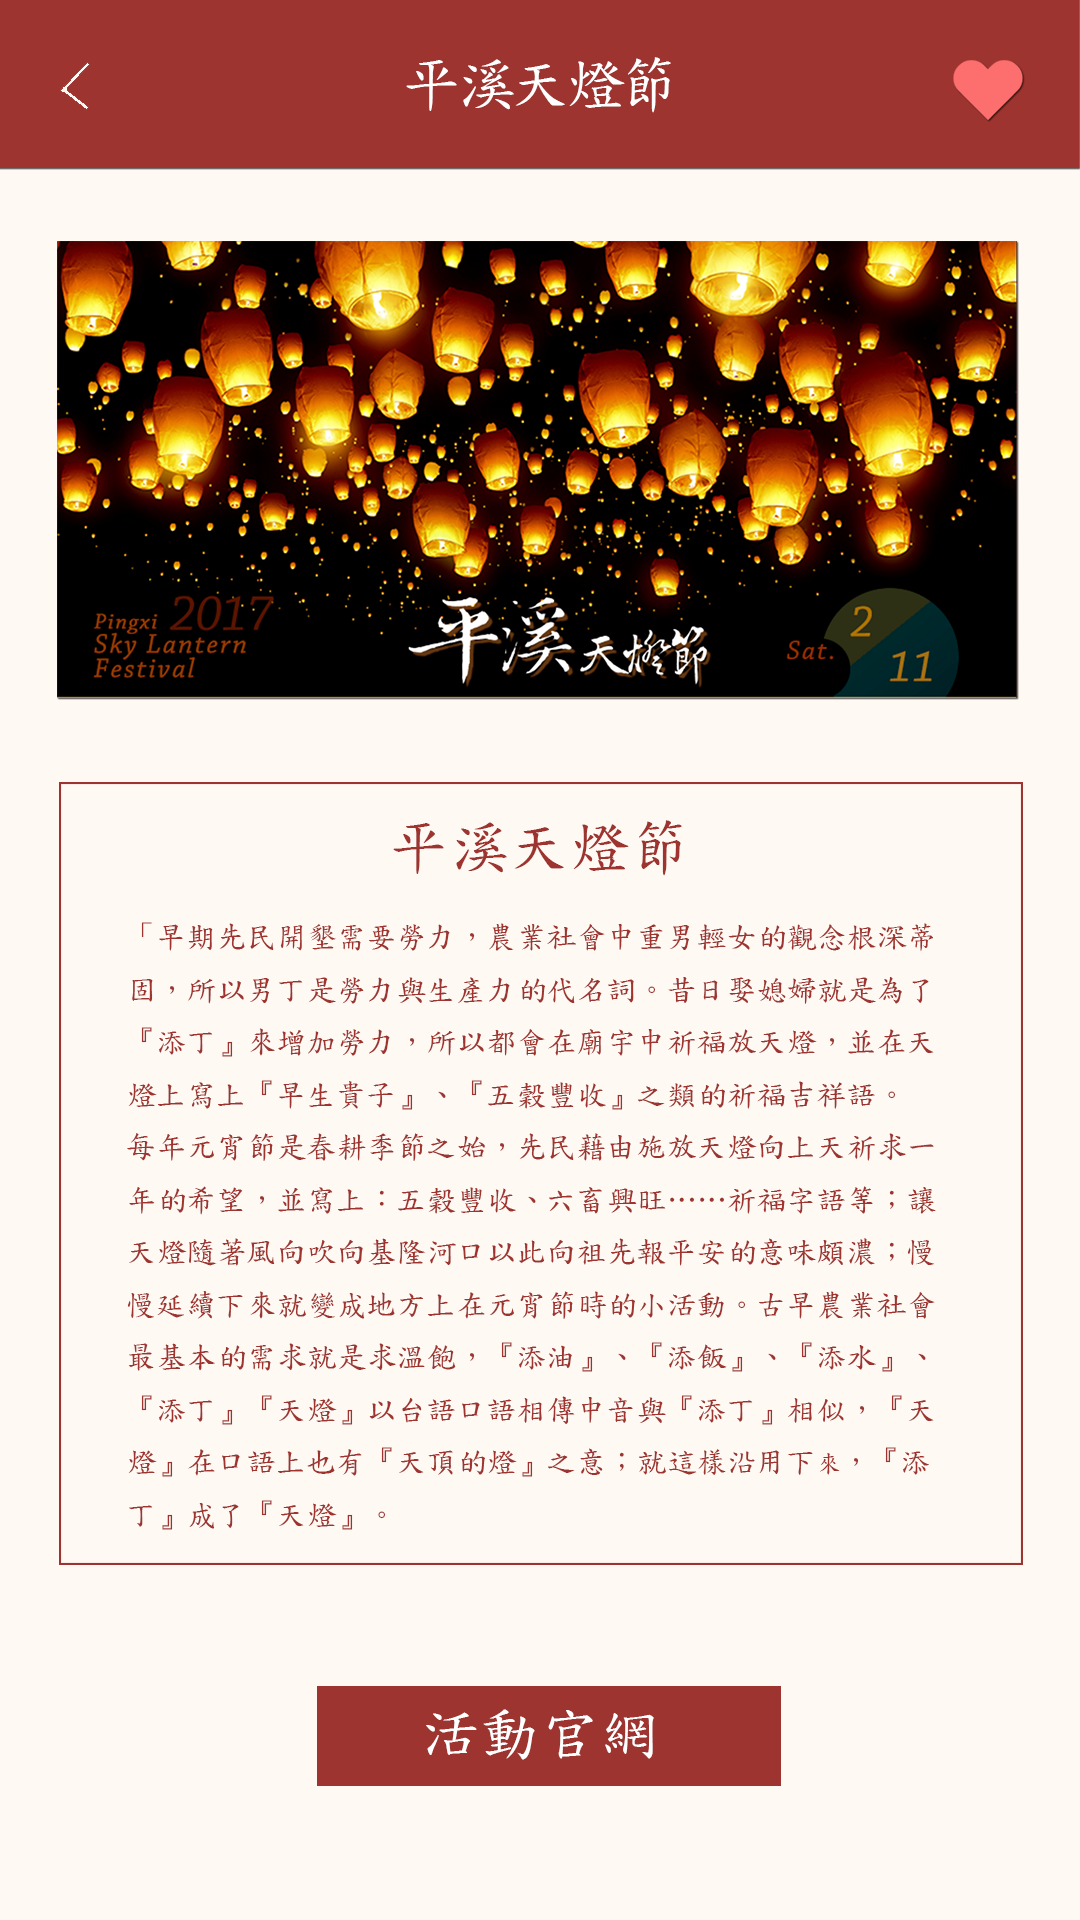 平溪天燈節
Pingxi 2017
Sky Lantern
Festival
平溪天燈節
Sat.
2
11
平溪天燈節
「早期先民開墾需要勞力，農業社會中重男輕女的觀念根深蒂
固，所以男丁是勞力與生產力的代名詞。昔日娶媳婦就是為了
『添丁』來增加勞力，所以都會在廟宇中祈福放天燈，並在天
燈上寫上『早生貴子』、『五穀豐收』之類的祈福吉祥語。
每年元宵節是春耕季節之始，先民藉由施放天燈向上天祈求一
年的希望，並寫上：五穀豐收、六畜興旺⋯⋯祈福字語等；讓
天燈隨著風向吹向基隆河口以此向祖先報平安的意味頗濃；慢
慢延續下來就變成地方上在元宵節時的小活動。古早農業社會
最基本的需求就是求溫飽，『添油』、『添飯』、『添水』、
『添丁』『天燈』以台語口語相傳中音與『添丁』相似，『天
燈』在口語上也有『天頂的燈』之意；就這樣沿用下來，『添
丁』成了『天燈』。
活動官網